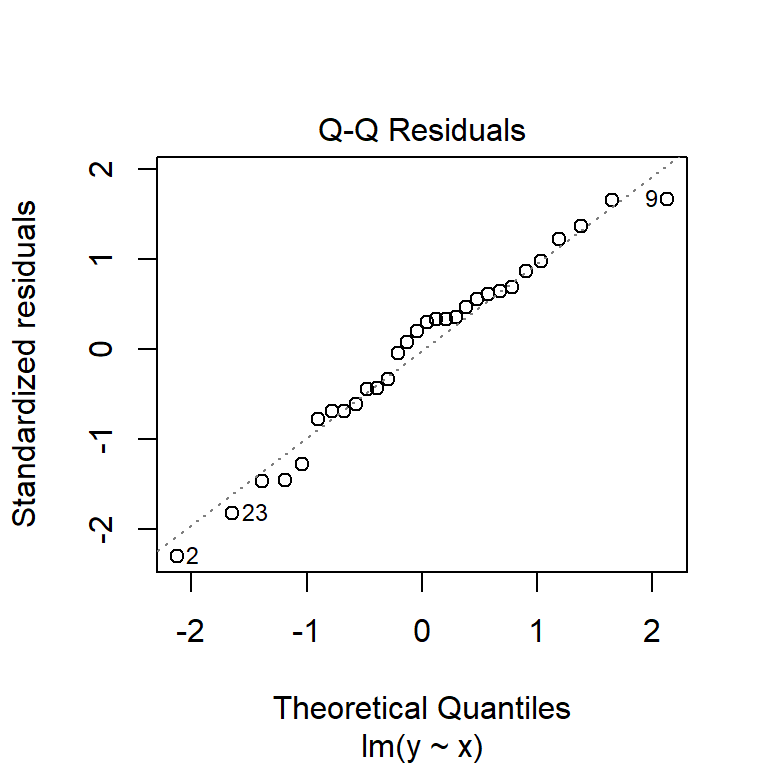 Q-Q Residuals
Standardized residuals
2
1
0
-1
-2
9
23
2
-2 -1 0 1 2
Theoretical Quantiles
lm(y ~ x)